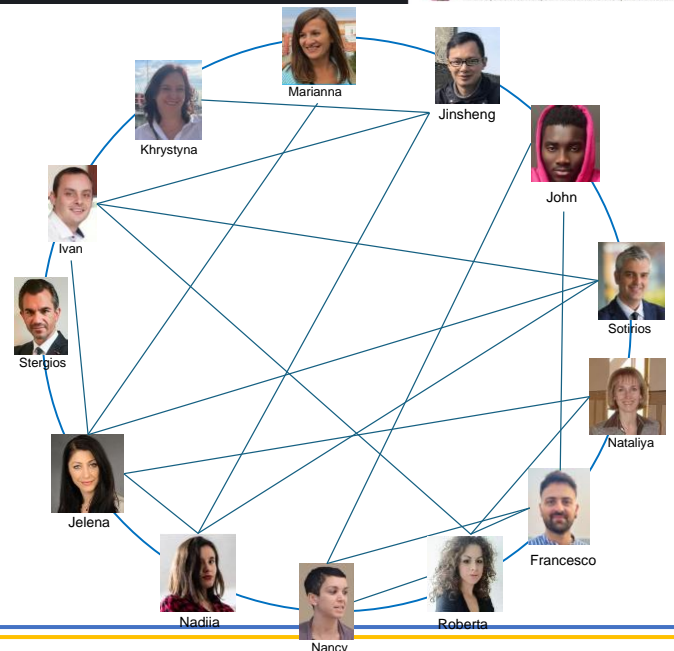 Marianna
Jinsheng
Khrystyna
John
Ivan
Sotirios
Stergios
Nataliya
Jelena
Francesco
Nadiia
Roberta
Nancy